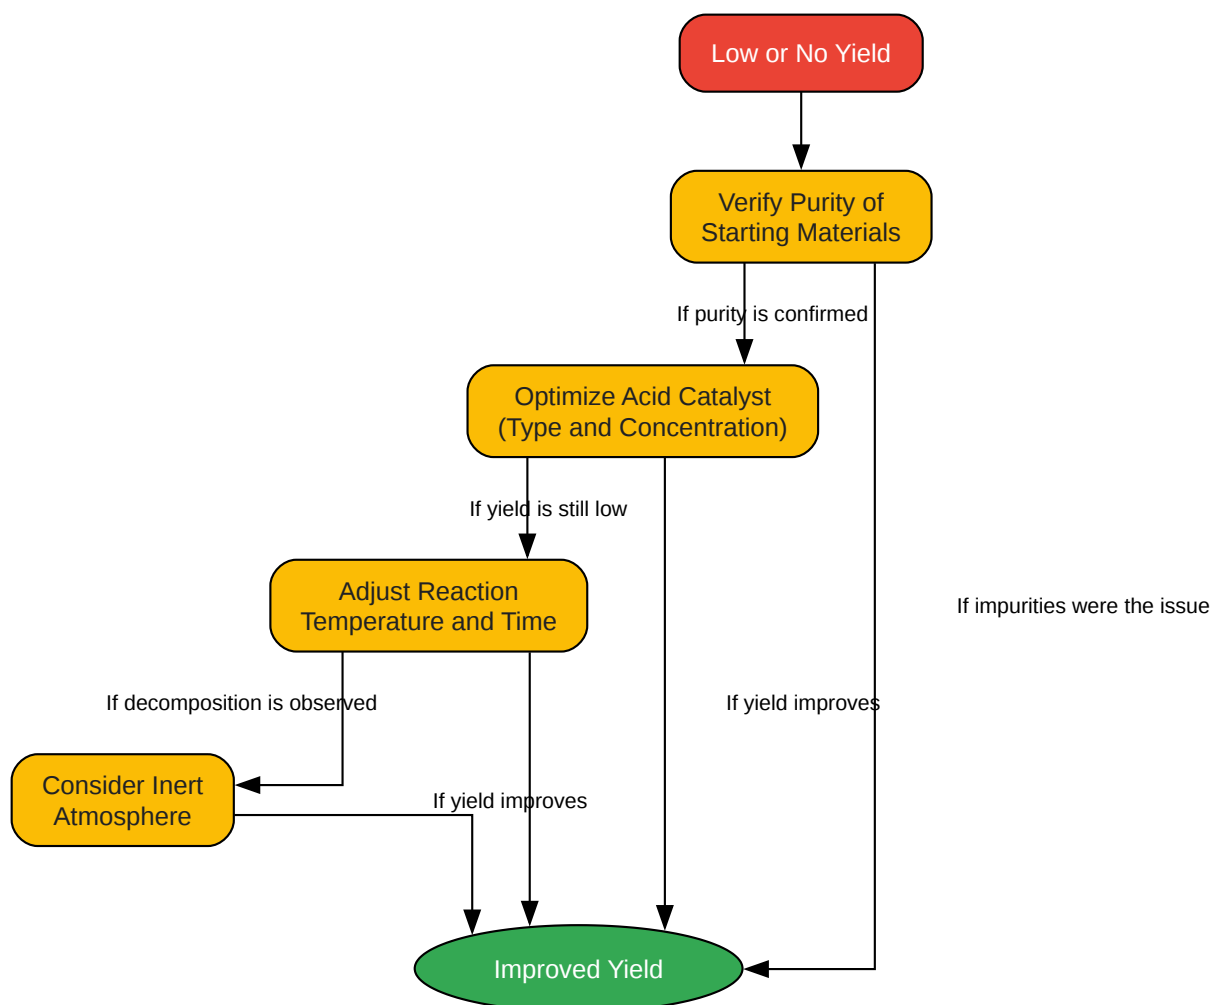 Low or No Yield
Verify Purity of
Starting Materials
If purity is confirmed
Optimize Acid Catalyst
(Type and Concentration)
If yield is still low
Adjust Reaction
Temperature and Time
If impurities were the issue
If decomposition is observed
If yield improves
Consider Inert
Atmosphere
If yield improves
Improved Yield